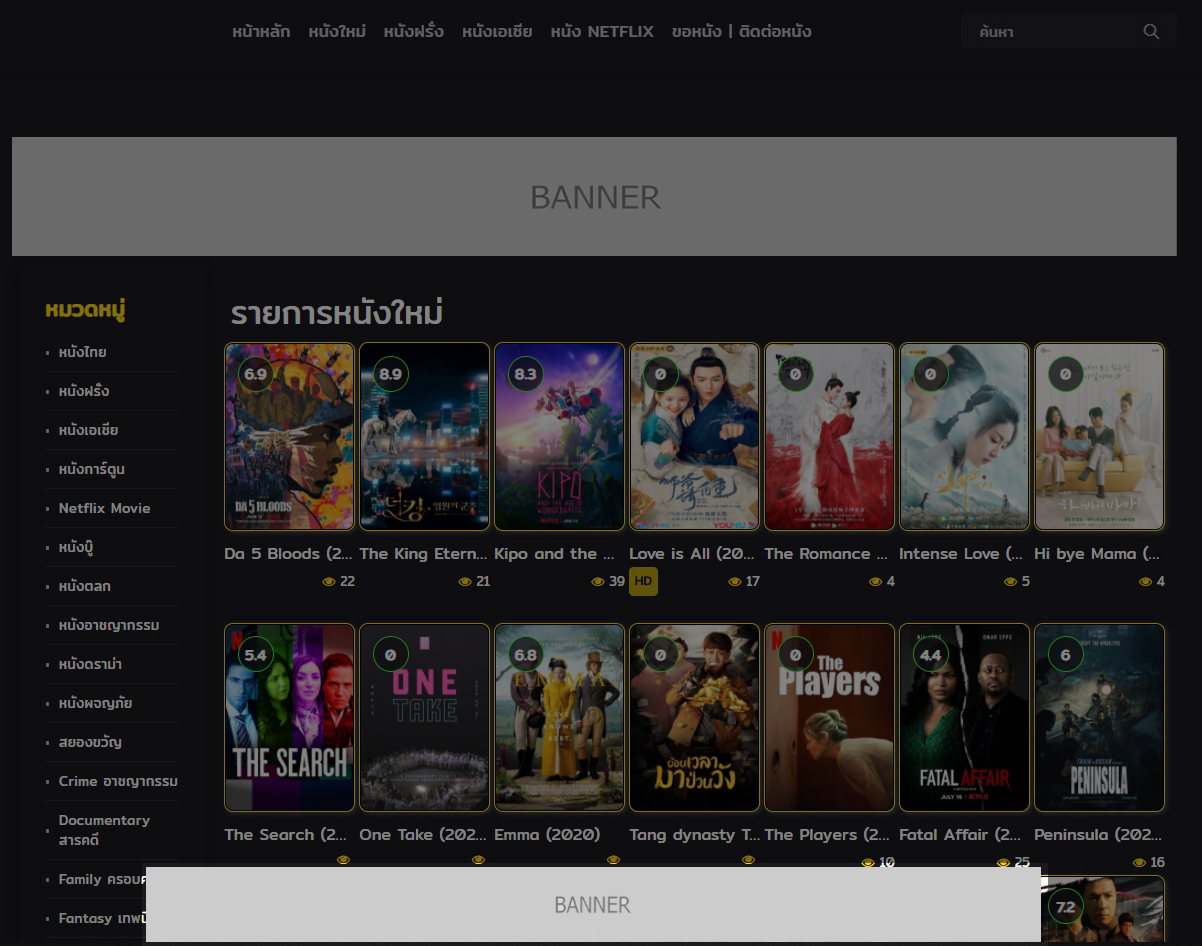 หน้าหลัก หนังใหม่ หนังฝรั่ง หนังเอเชีย หนัง NETFLIX ขอหนัง | ติดต่อหนัง ค้นหา
BANNER
หมวดหมู่
หนังไทย
หนังฝรั่ง
หนังเอเชีย
หนังการ์ตูน
Netflix Movie
หนังบู๊
หนังตลก
หนังอาชญากรรม
หนังดราม่า
หนังผจญภัย
สยองขวัญ
Crime อาชญากรรม
Documentary
สารคดี
Family ครอบค
Fantasy เทพนิ
รายการหนังใหม่
6.9 8.9 8.3 0 0 0 0
DA 5 BLOODS
KIPO
YOUKU
Da 5 Bloods (2... The King Etern... Kipo and the ... Love is All (20... The Romance ... Intense Love (... Hi bye Mama (...
22 21 39 HD 17 4 5 4
5.4 0 6.8 0 0 4.4 6
THE SEARCH
ONE
TAKE
EMMA
ย้อนเวลา
มาป่วนวัง
The
Players
OMAR EPPS
FATAL AFFAIR
JULY 16 | NETFLIX
PENINSULA
The Search (2... One Take (202... Emma (2020) Tang dynasty T... The Players (2... Fatal Affair (2... Peninsula (202...
10 25 16
7.2
BANNER